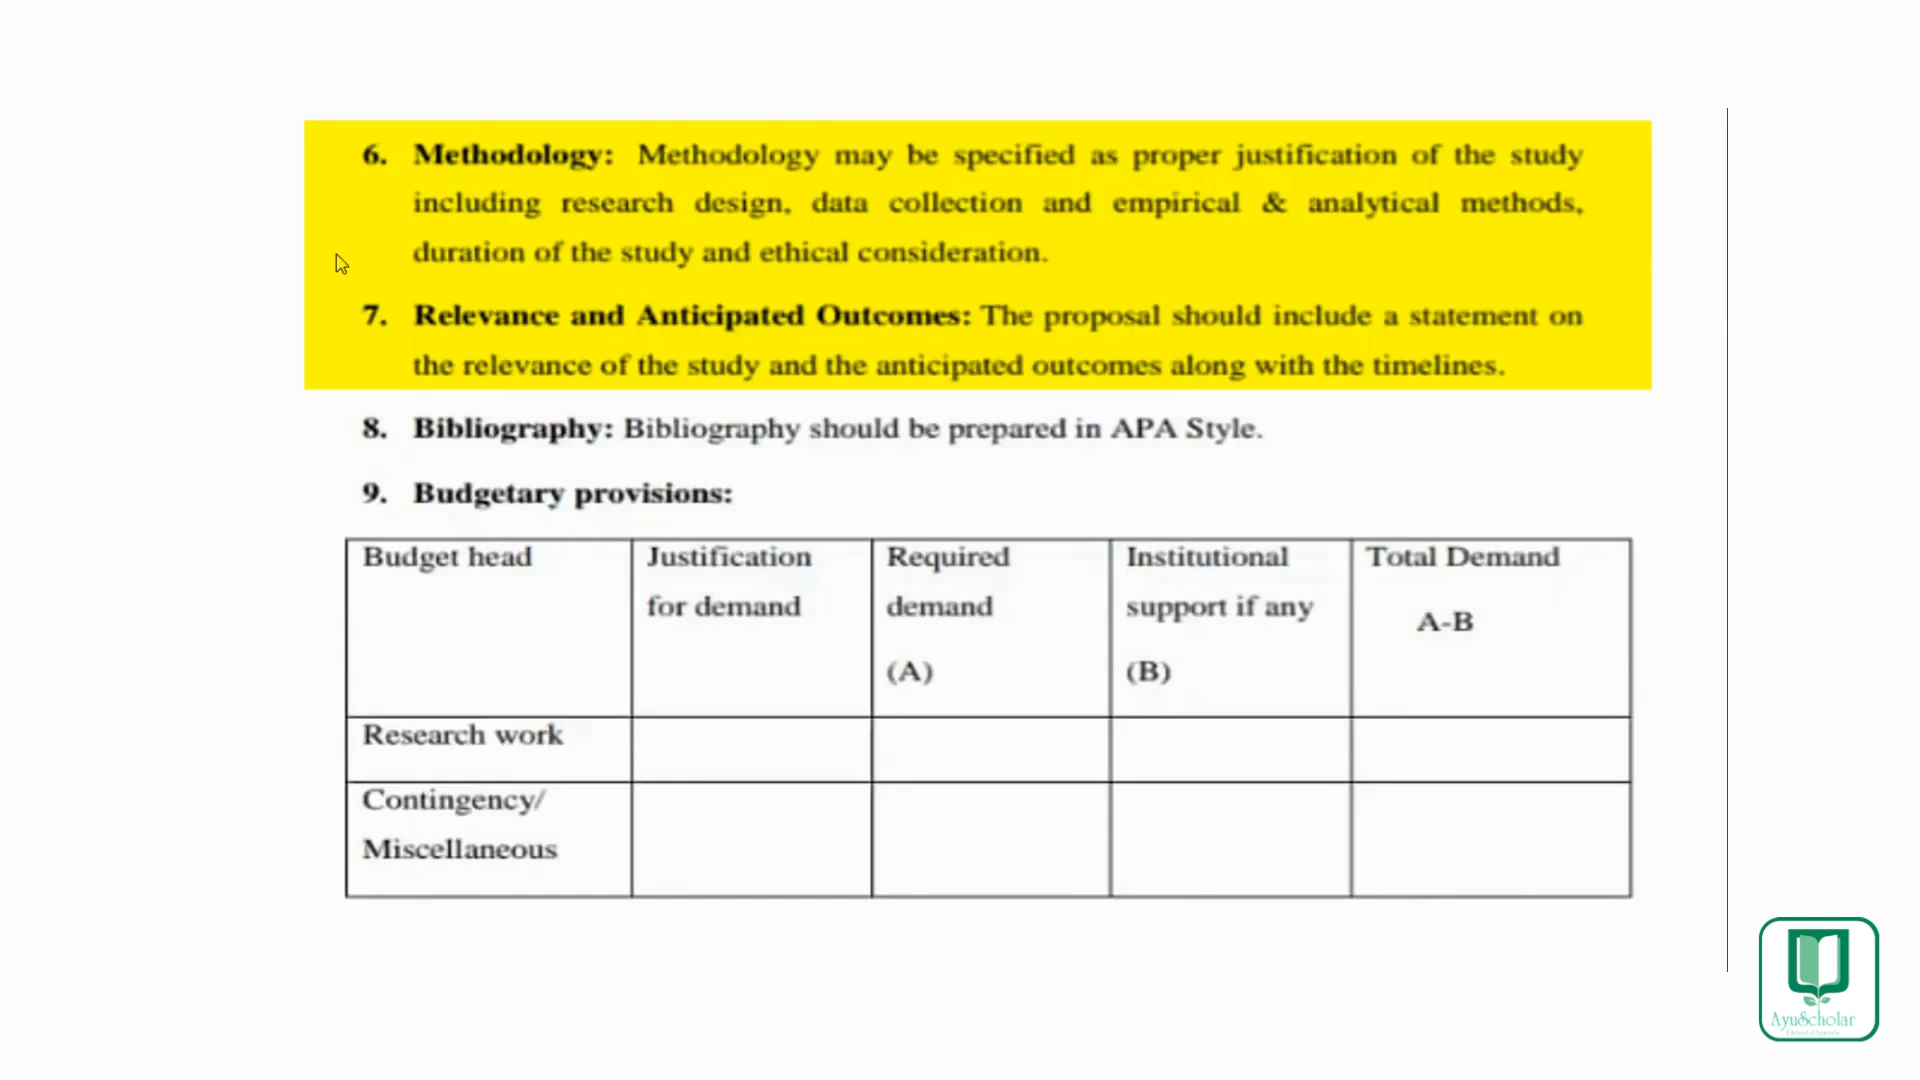 6. Methodology: Methodology may be specified as proper justification of the study
including research design, data collection and empirical & analytical methods,
duration of the study and ethical consideration.
7. Relevance and Anticipated Outcomes: The proposal should include a statement on
the relevance of the study and the anticipated outcomes along with the timelines.
8. Bibliography: Bibliography should be prepared in APA Style.
9. Budgetary provisions:
Budget head
Justification
for demand
Required
demand
(A)
Institutional
support if any
(B)
Total Demand
A-B
Research work
Contingency/
Miscellaneous
AyuScholar